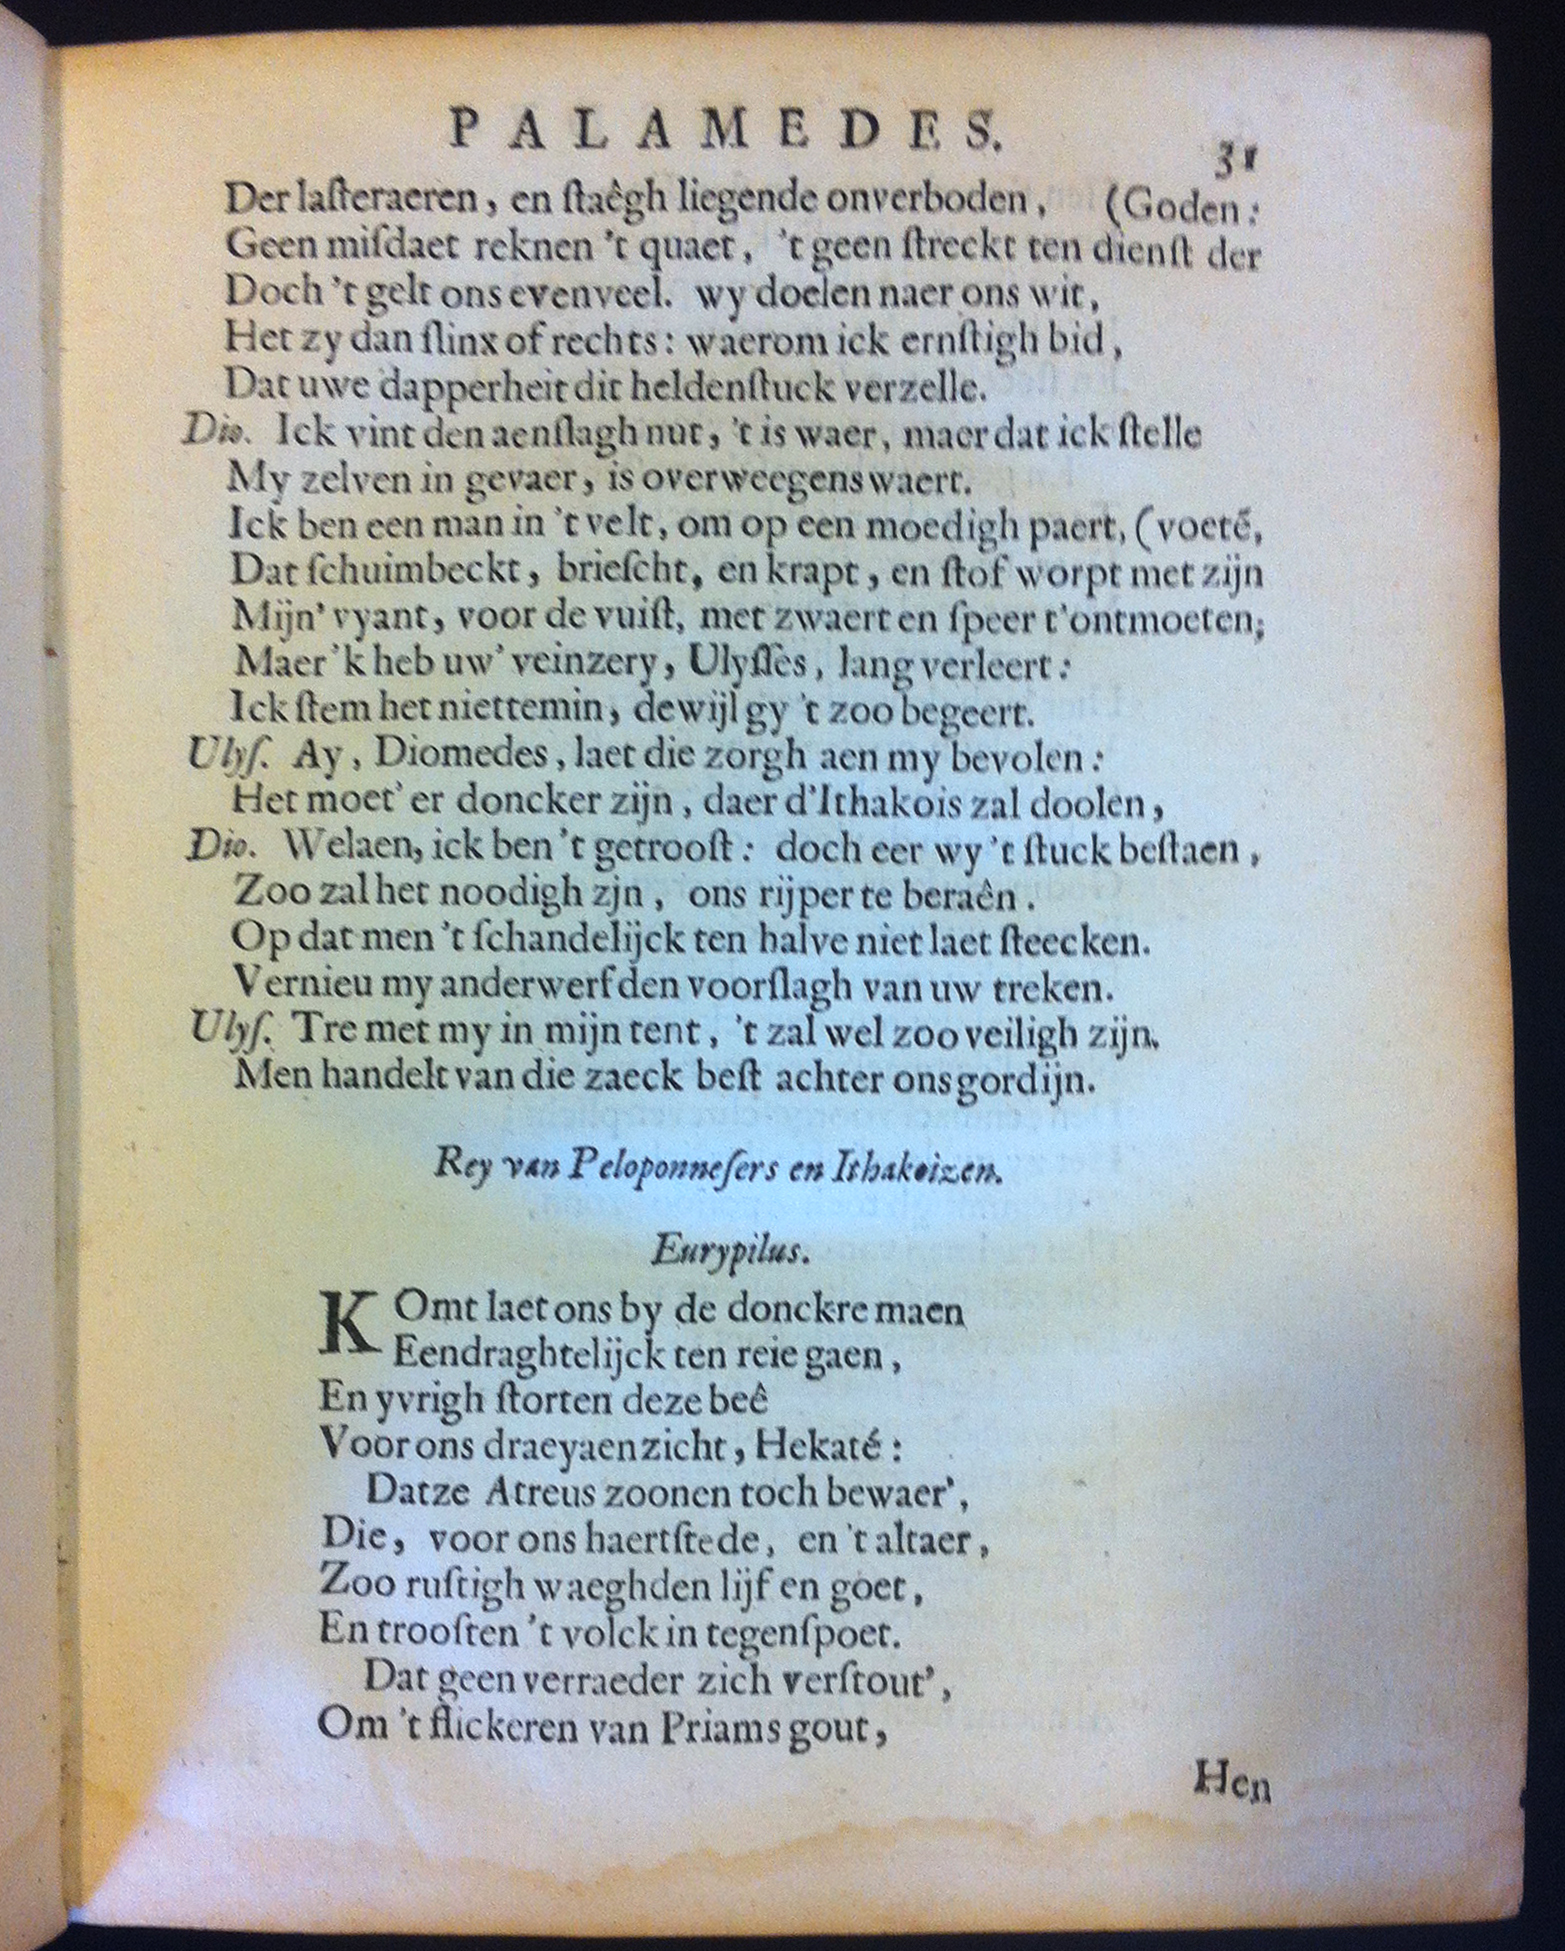 PALAMEDES.
31
Der laſteraeren, en ſtaêgh liegende onverboden, (Goden:
Geen miſdaet reknen 't quaet, 't geen ſtreckt ten dienſt der
Doch 't gelt ons evenveel. wy doelen naer ons wit,
Het zy dan ſlinx of rechts: waerom ick ernſtigh bid,
Dat uwe dapperheit dit heldenſtuck verzelle.
Dio. Ick vint den aenſlagh nut, 't is waer, maer dat ick ſtelle
My zelven in gevaer, is overweegens waert.
Ick ben een man in 't velt, om op een moedigh paert, (voeté,
Dat ſchuimbeckt, brieſcht, en krapt, en ſtof worpt met zijn
Mijn' vyant, voor de vuiſt, met zwaert en ſpeer t'ontmoeten;
Maer 'k heb uw' veinzery, Ulyſſes, lang verleert:
Ick ſtem het niettemin, dewijl gy 't zoo begeert.
Ulyſ. Ay, Diomedes, laet die zorgh aen my bevolen:
Het moet'er doncker zijn, daer d'Ithakois zal doolen,
Dio. Welaen, ick ben 't getrooſt: doch eer wy 't ſtuck beſtaen,
Zoo zal het noodigh zjn, ons rijper te beraên.
Op dat men 't ſchandelijck ten halve niet laet ſteecken.
Vernieu my anderwerf den voorſlagh van uw treken.
Ulyſ. Tre met my in mijn tent, 't zal wel zoo veiligh zijn.
Men handelt van die zaeck beſt achter ons gordijn.
Rey van Peloponneſers en Ithakoizen.
Eurypilus.
KOmt laet ons by de donckre maen
Eendraghtelijck ten reie gaen,
En yvrigh ſtorten deze beê
Voor ons draeyaenzicht, Hekaté:
Datze Atreus zoonen toch bewaer',
Die, voor ons haertſtede, en 't altaer,
Zoo ruſtigh waeghden lijf en goet,
En trooſten 't volck in tegenſpoet.
Dat geen verraeder zich verſtout',
Om 't flickeren van Priams gout,
Hen